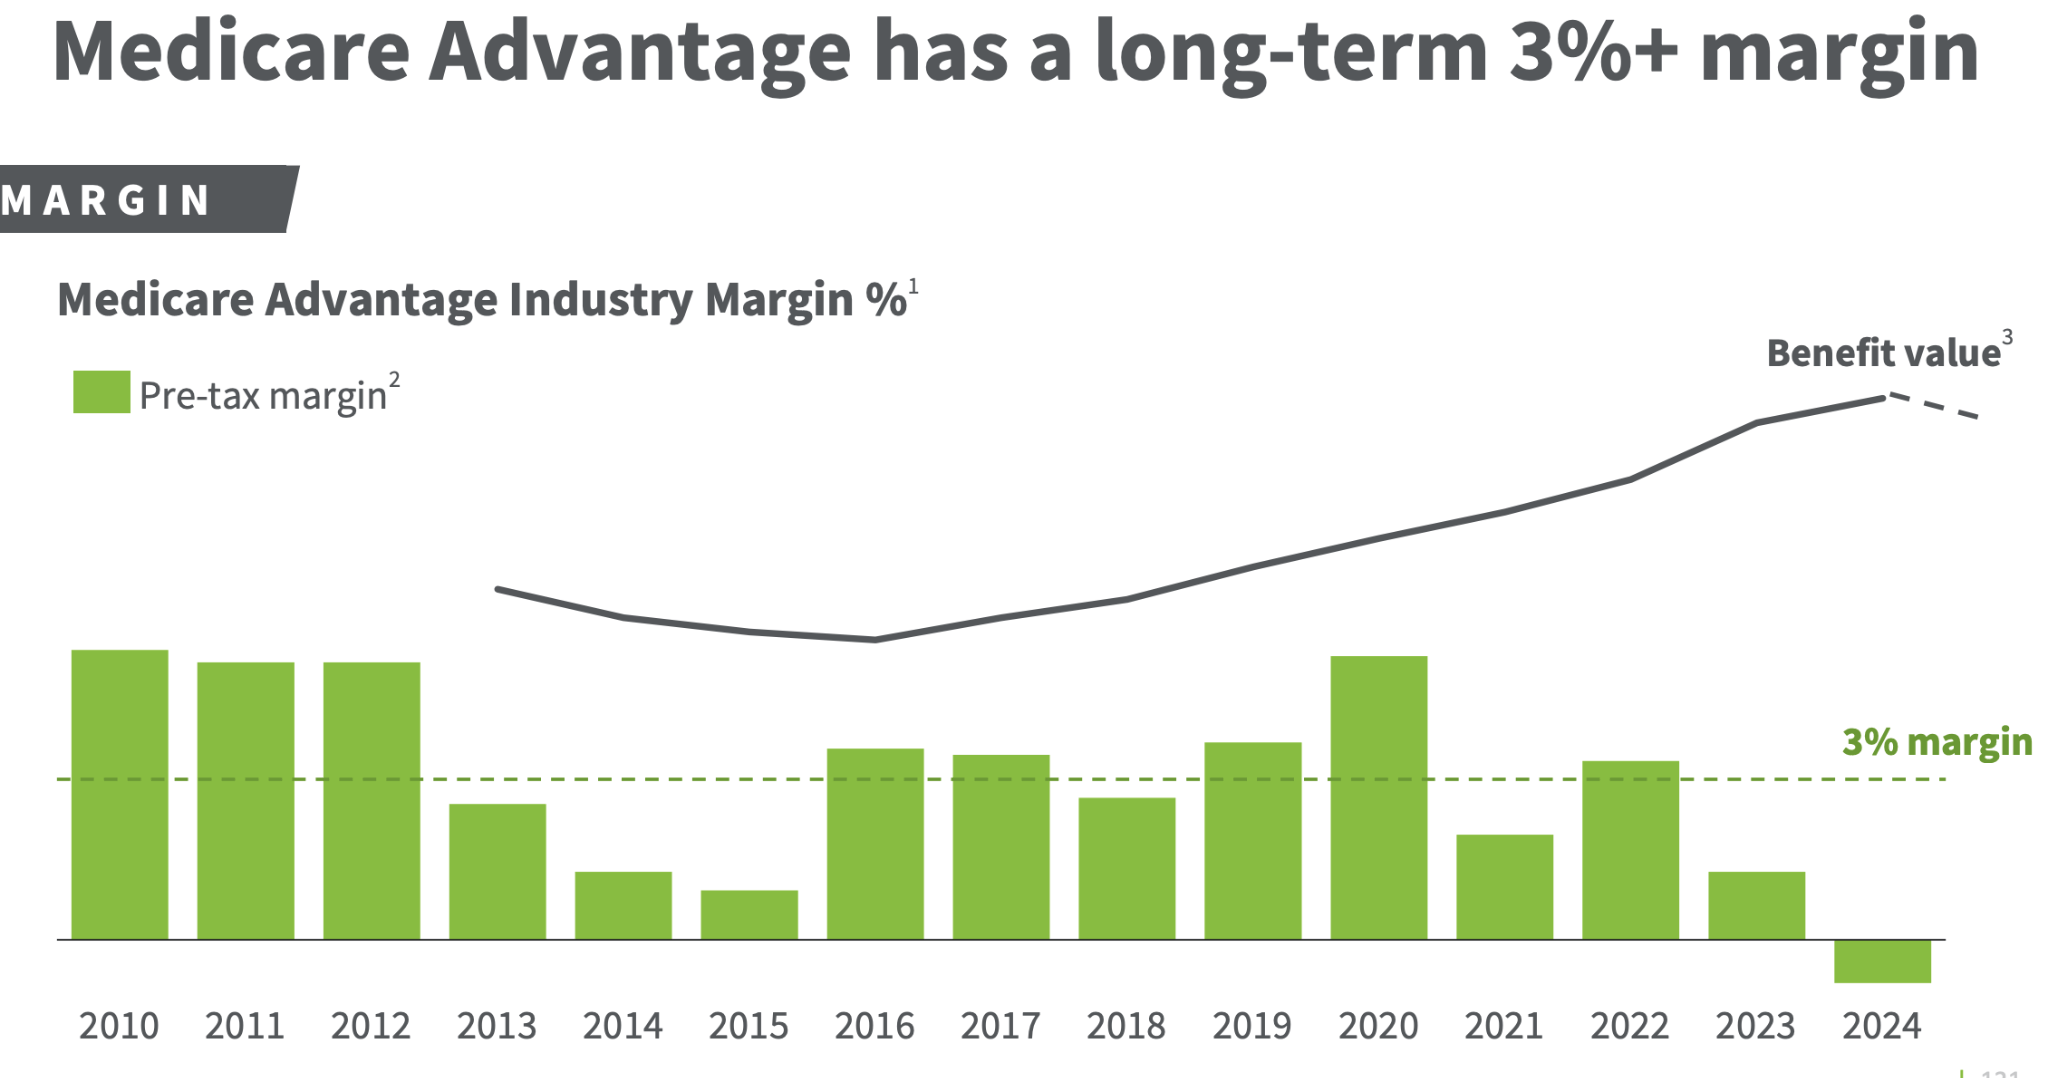 Medicare Advantage has a long-term 3%+ margin
MARGIN
Medicare Advantage Industry Margin %1
Benefit value3
Pre-tax margin2
3% margin
2010 2011 2012 2013 2014 2015 2016 2017 2018 2019 2020 2021 2022 2023 2024